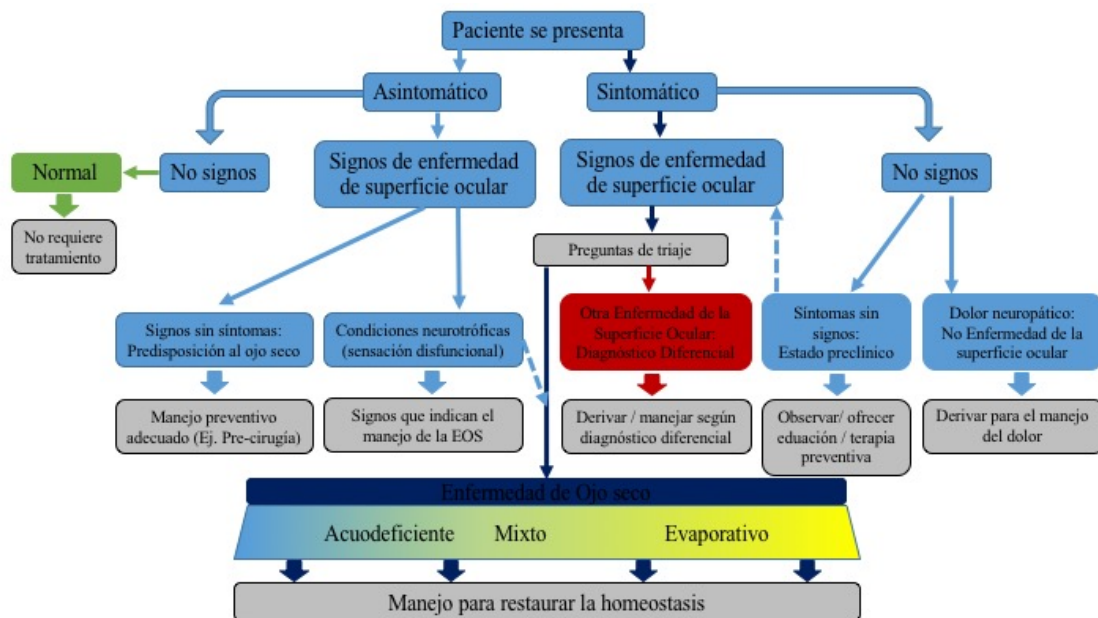 Paciente se presenta
Asintomático
Sintomático
Normal
No signos
Signos de enfermedad
de superficie ocular
Signos de enfermedad
de superficie ocular
No signos
No requiere
tratamiento
Preguntas de triaje
Signos sin síntomas:
Predisposición al ojo seco
Condiciones neurotróficas
(sensación disfuncional)
Otra Enfermedad de la
Superficie Ocular:
Diagnóstico Diferencial
Síntomas sin
signos:
Estado preclínico
Dolor neuropático:
No Enfermedad de la
superficie ocular
Manejo preventivo
adecuado (Ej. Pre-cirugía)
Signos que indican el
manejo de la EOS
Derivar / manejar según
diagnóstico diferencial
Observar/ ofrecer
eduación / terapia
preventiva
Derivar para el manejo
del dolor
Enfermedad de Ojo seco
Acuodeficiente Mixto Evaporativo
Manejo para restaurar la homeostasis